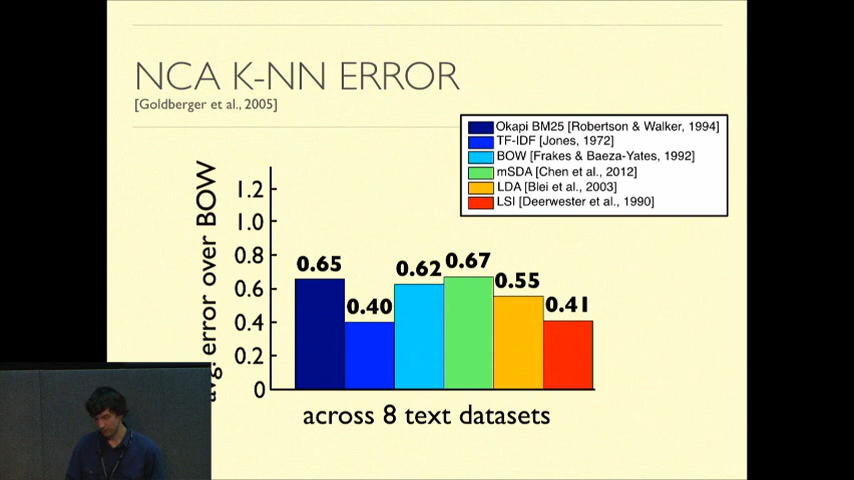 NCA K-NN ERROR
[Goldberger et al., 2005]
Okapi BM25 [Robertson & Walker, 1994]
TF-IDF [Jones, 1972]
BOW [Frakes & Baeza-Yates, 1992]
mSDA [Chen et al., 2012]
LDA [Blei et al., 2003]
LSI [Deerwester et al., 1990]
error over BOW
1.2
1.0
0.8
0.6
0.4
0.2
0
0.65
0.40
0.62
0.67
0.55
0.41
across 8 text datasets